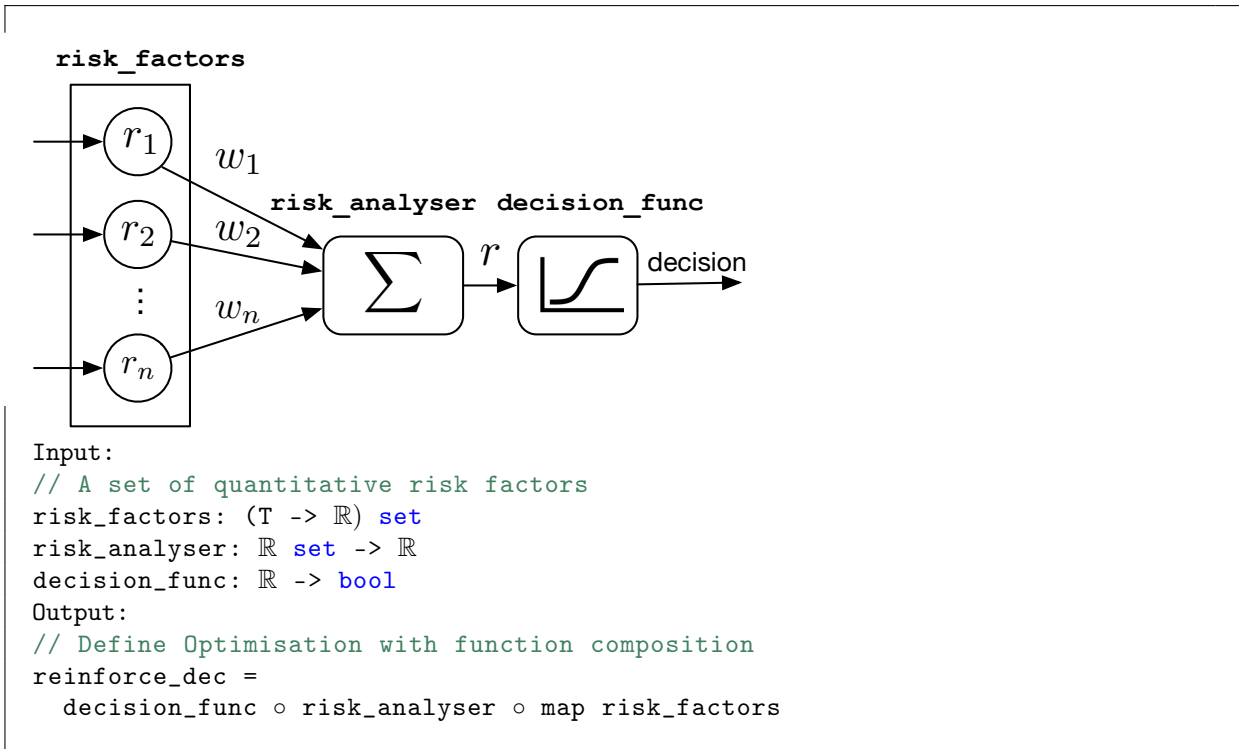 risk_factors
r₁
w₁
risk_analyser decision_func
r₂
w₂
∑
r
decision
⋮
wₙ
rₙ
Input:
// A set of quantitative risk factors
risk_factors: (T -> ℝ) set
risk_analyser: ℝ set -> ℝ
decision_func: ℝ -> bool
Output:
// Define Optimisation with function composition
reinforce_dec =
  decision_func ∘ risk_analyser ∘ map risk_factors